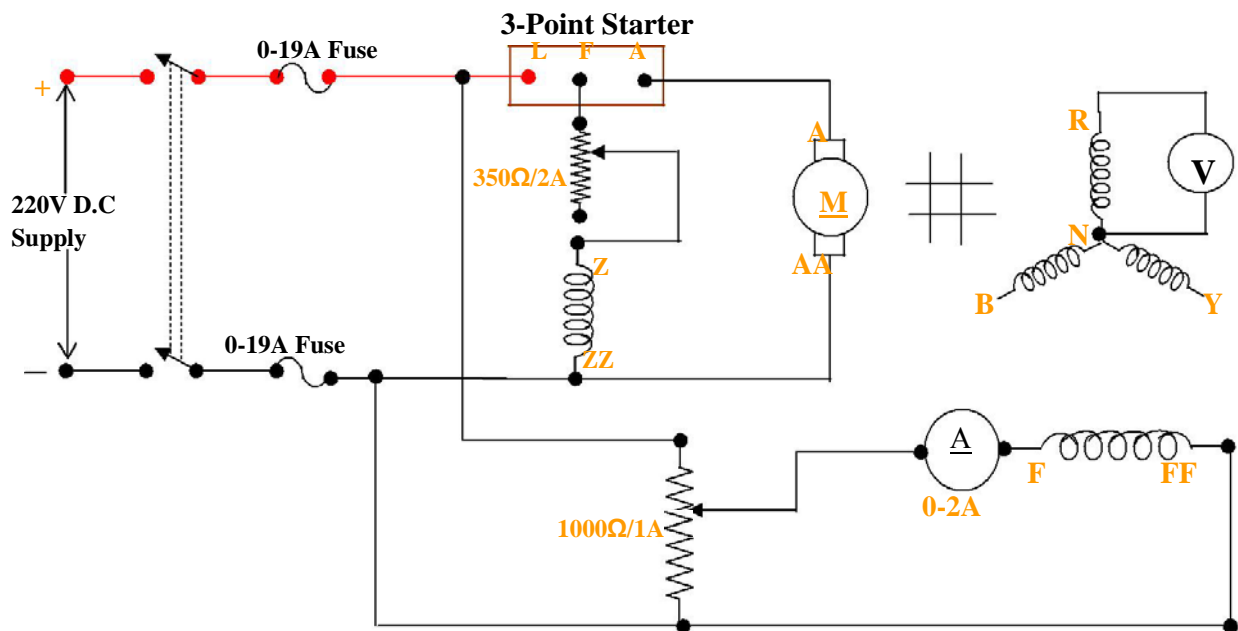 3-Point Starter
0-19A Fuse
L F A
+
A
R
V
350Ω/2A
M
220V D.C
Supply
N
Z
AA
B
Y
0-19A Fuse
ZZ
—
A
F
FF
0-2A
1000Ω/1A